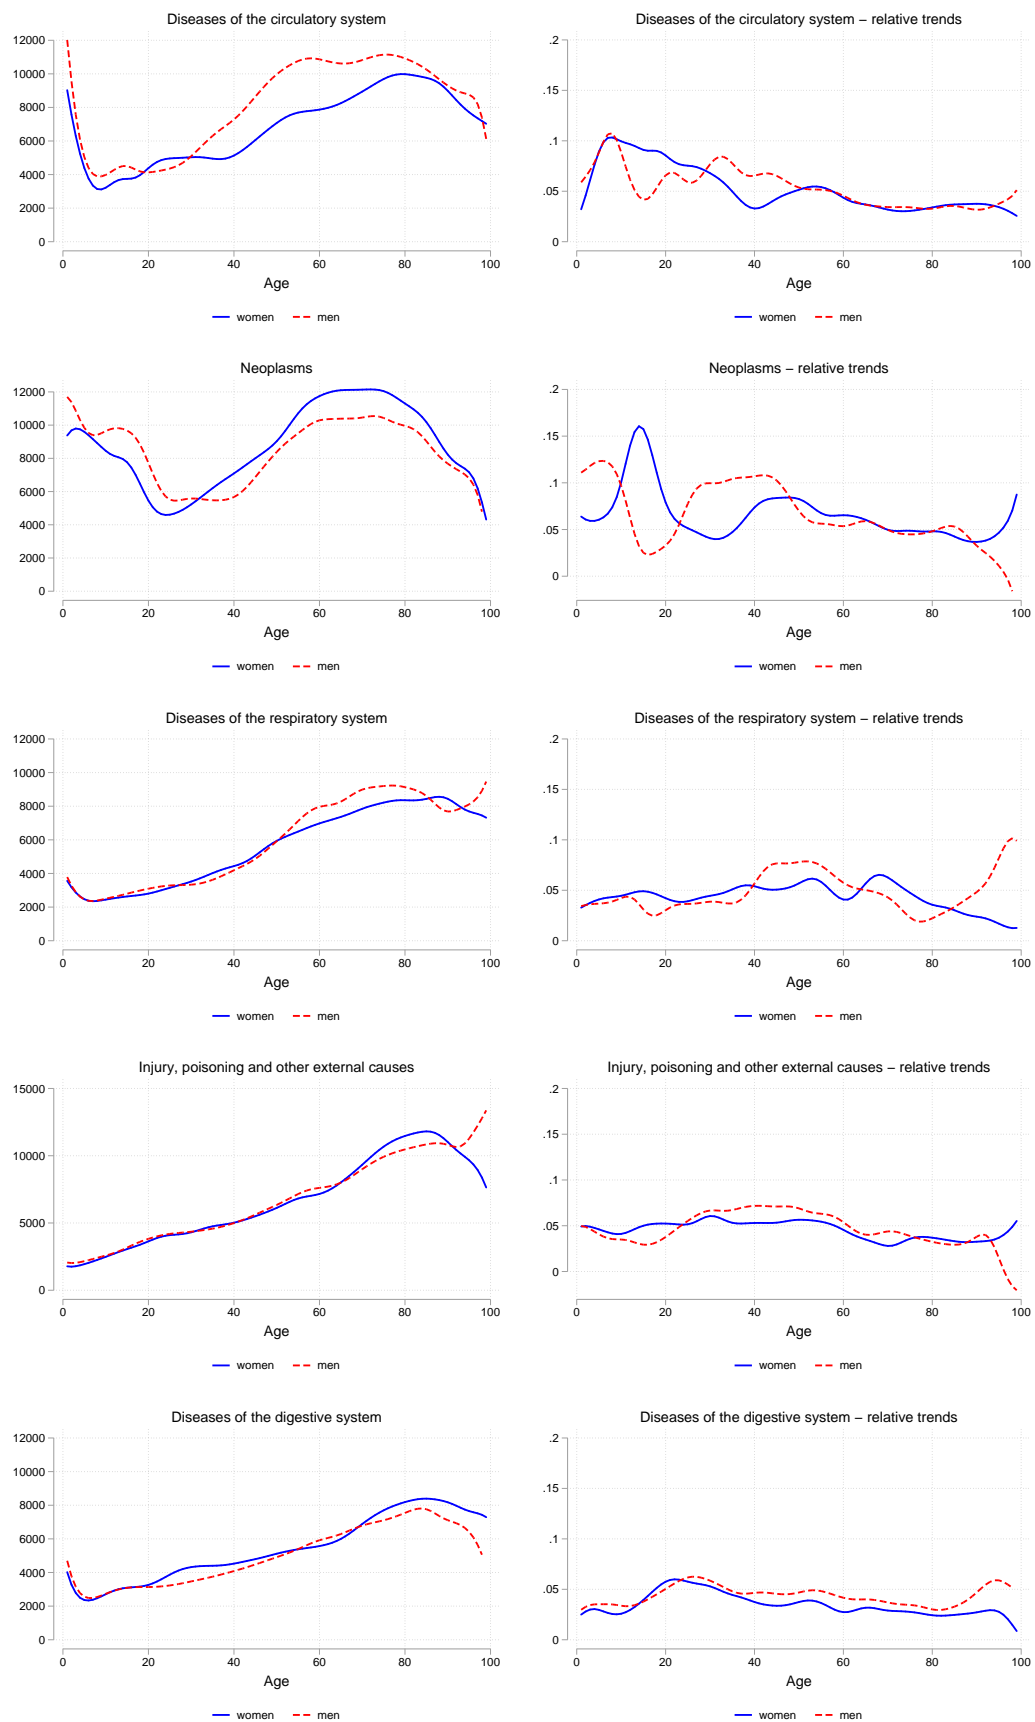 Diseases of the circulatory system
12000
10000
8000
6000
4000
2000
0
0 20 40 60 80 100
Age
women men
Diseases of the circulatory system – relative trends
.2
.15
.1
.05
0
0 20 40 60 80 100
Age
women men
Neoplasms
12000
10000
8000
6000
4000
2000
0
0 20 40 60 80 100
Age
women men
Neoplasms – relative trends
.2
.15
.1
.05
0
0 20 40 60 80 100
Age
women men
Diseases of the respiratory system
12000
10000
8000
6000
4000
2000
0
0 20 40 60 80 100
Age
women men
Diseases of the respiratory system – relative trends
.2
.15
.1
.05
0
0 20 40 60 80 100
Age
women men
Injury, poisoning and other external causes
15000
10000
5000
0
0 20 40 60 80 100
Age
women men
Injury, poisoning and other external causes – relative trends
.2
.15
.1
.05
0
0 20 40 60 80 100
Age
women men
Diseases of the digestive system
12000
10000
8000
6000
4000
2000
0
0 20 40 60 80 100
Age
women men
Diseases of the digestive system – relative trends
.2
.15
.1
.05
0
0 20 40 60 80 100
Age
women men